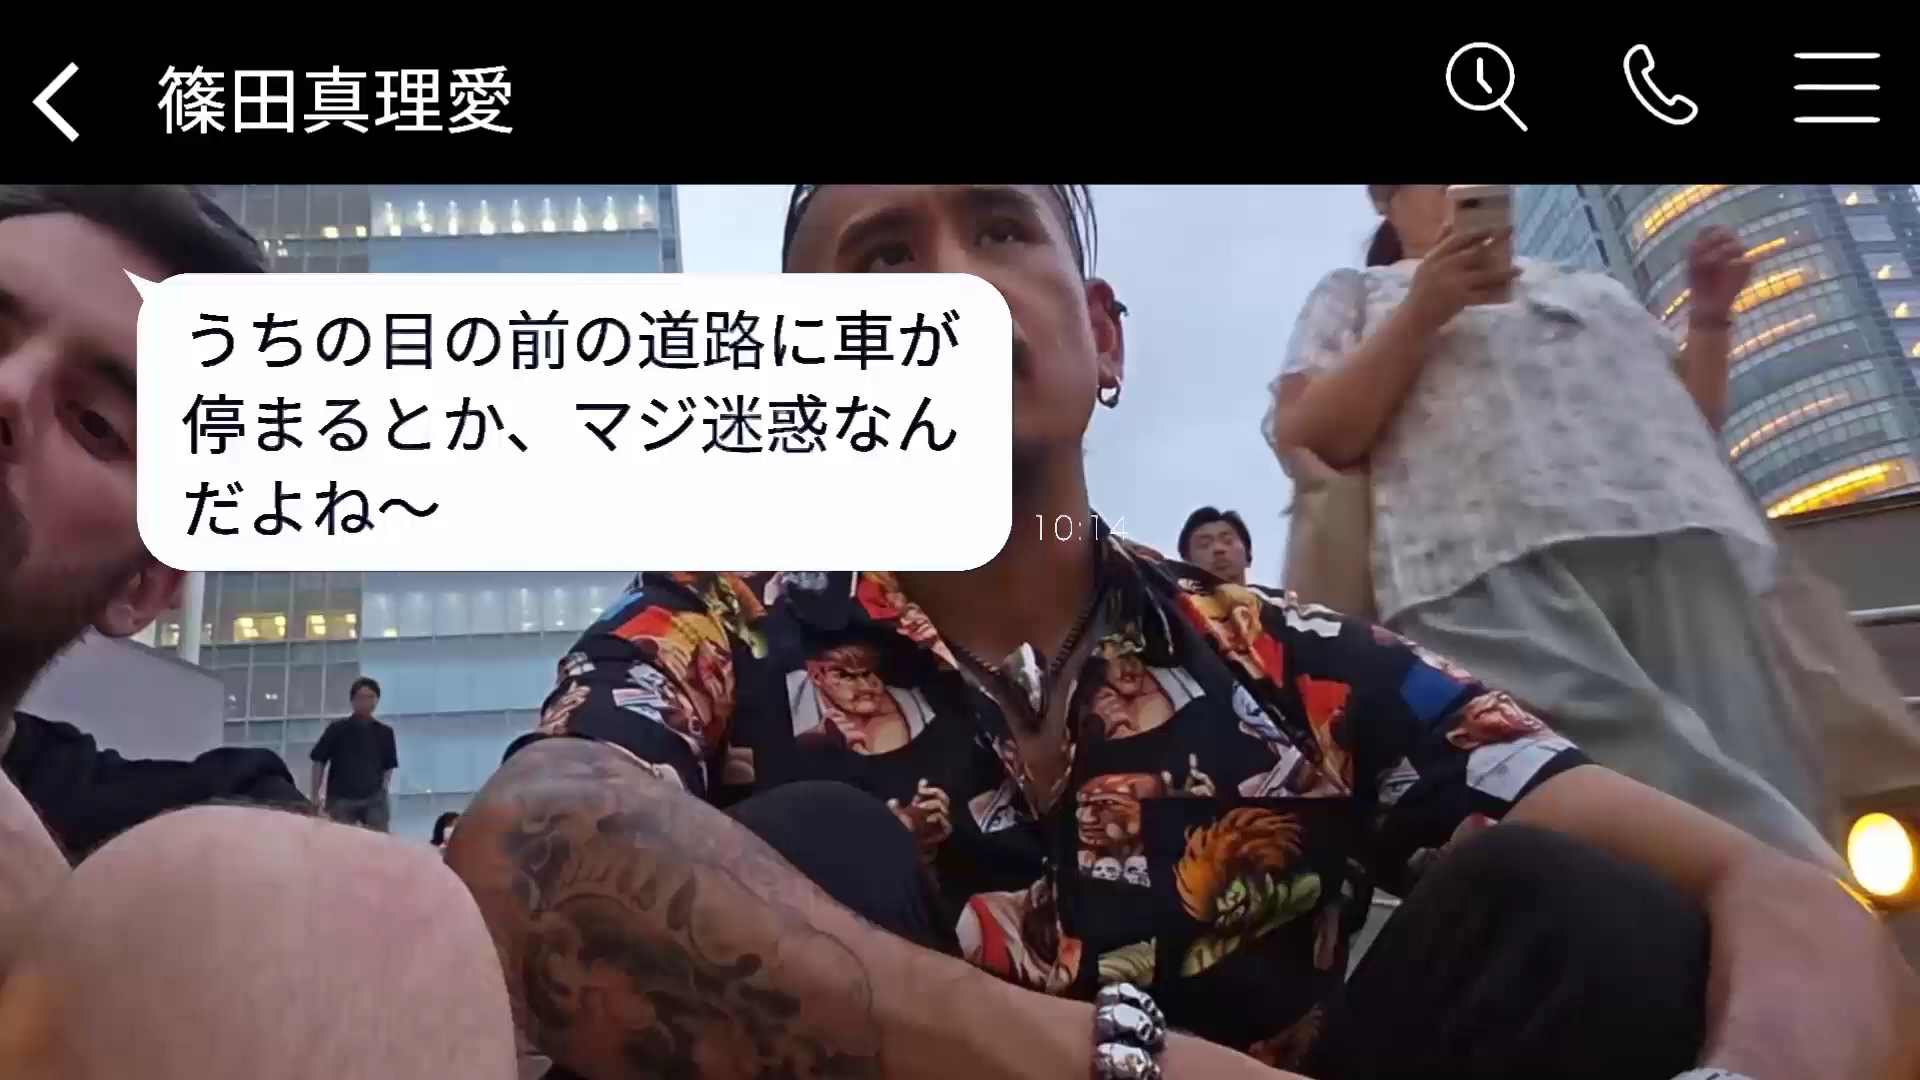 篠田真理愛
うちの目の前の道路に車が
停まるとか、マジ迷惑なん
だよね～
10:14